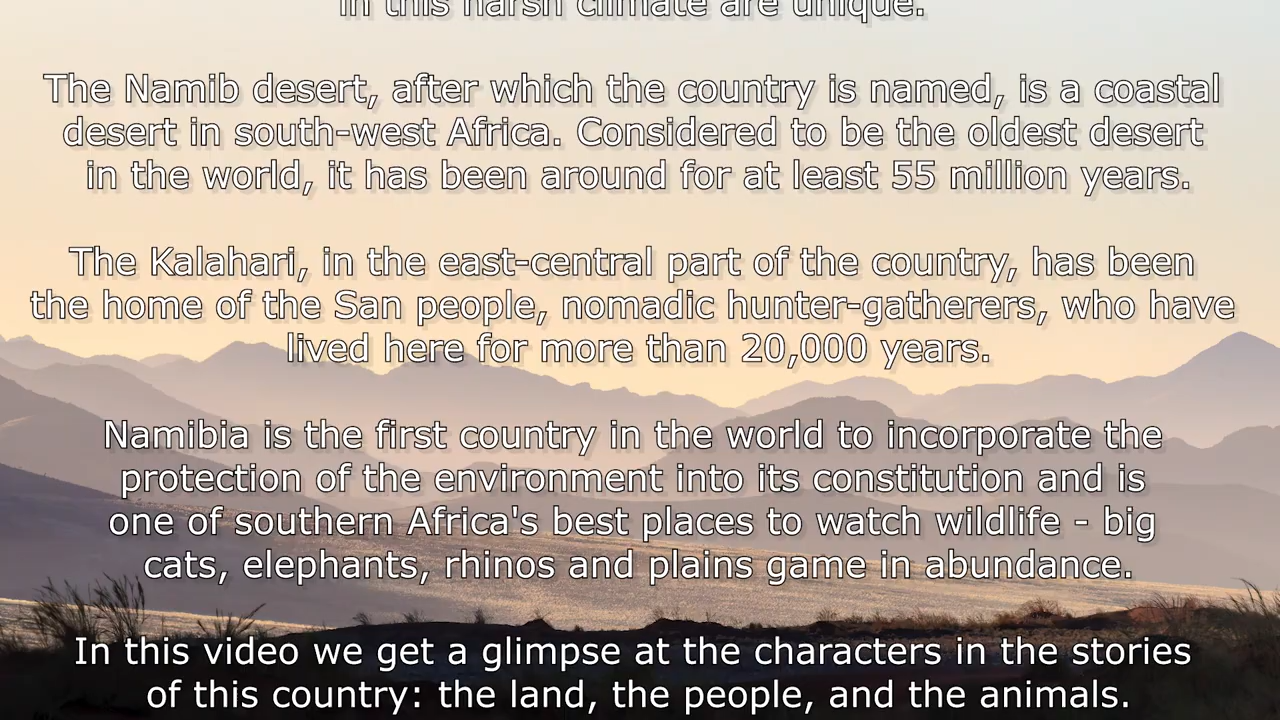 in this harsh climate are unique.
The Namib desert, after which the country is named, is a coastal
desert in south-west Africa. Considered to be the oldest desert
in the world, it has been around for at least 55 million years.
The Kalahari, in the east-central part of the country, has been
the home of the San people, nomadic hunter-gatherers, who have
lived here for more than 20,000 years.
Namibia is the first country in the world to incorporate the
protection of the environment into its constitution and is
one of southern Africa's best places to watch wildlife - big
cats, elephants, rhinos and plains game in abundance.
In this video we get a glimpse at the characters in the stories
of this country: the land, the people, and the animals.